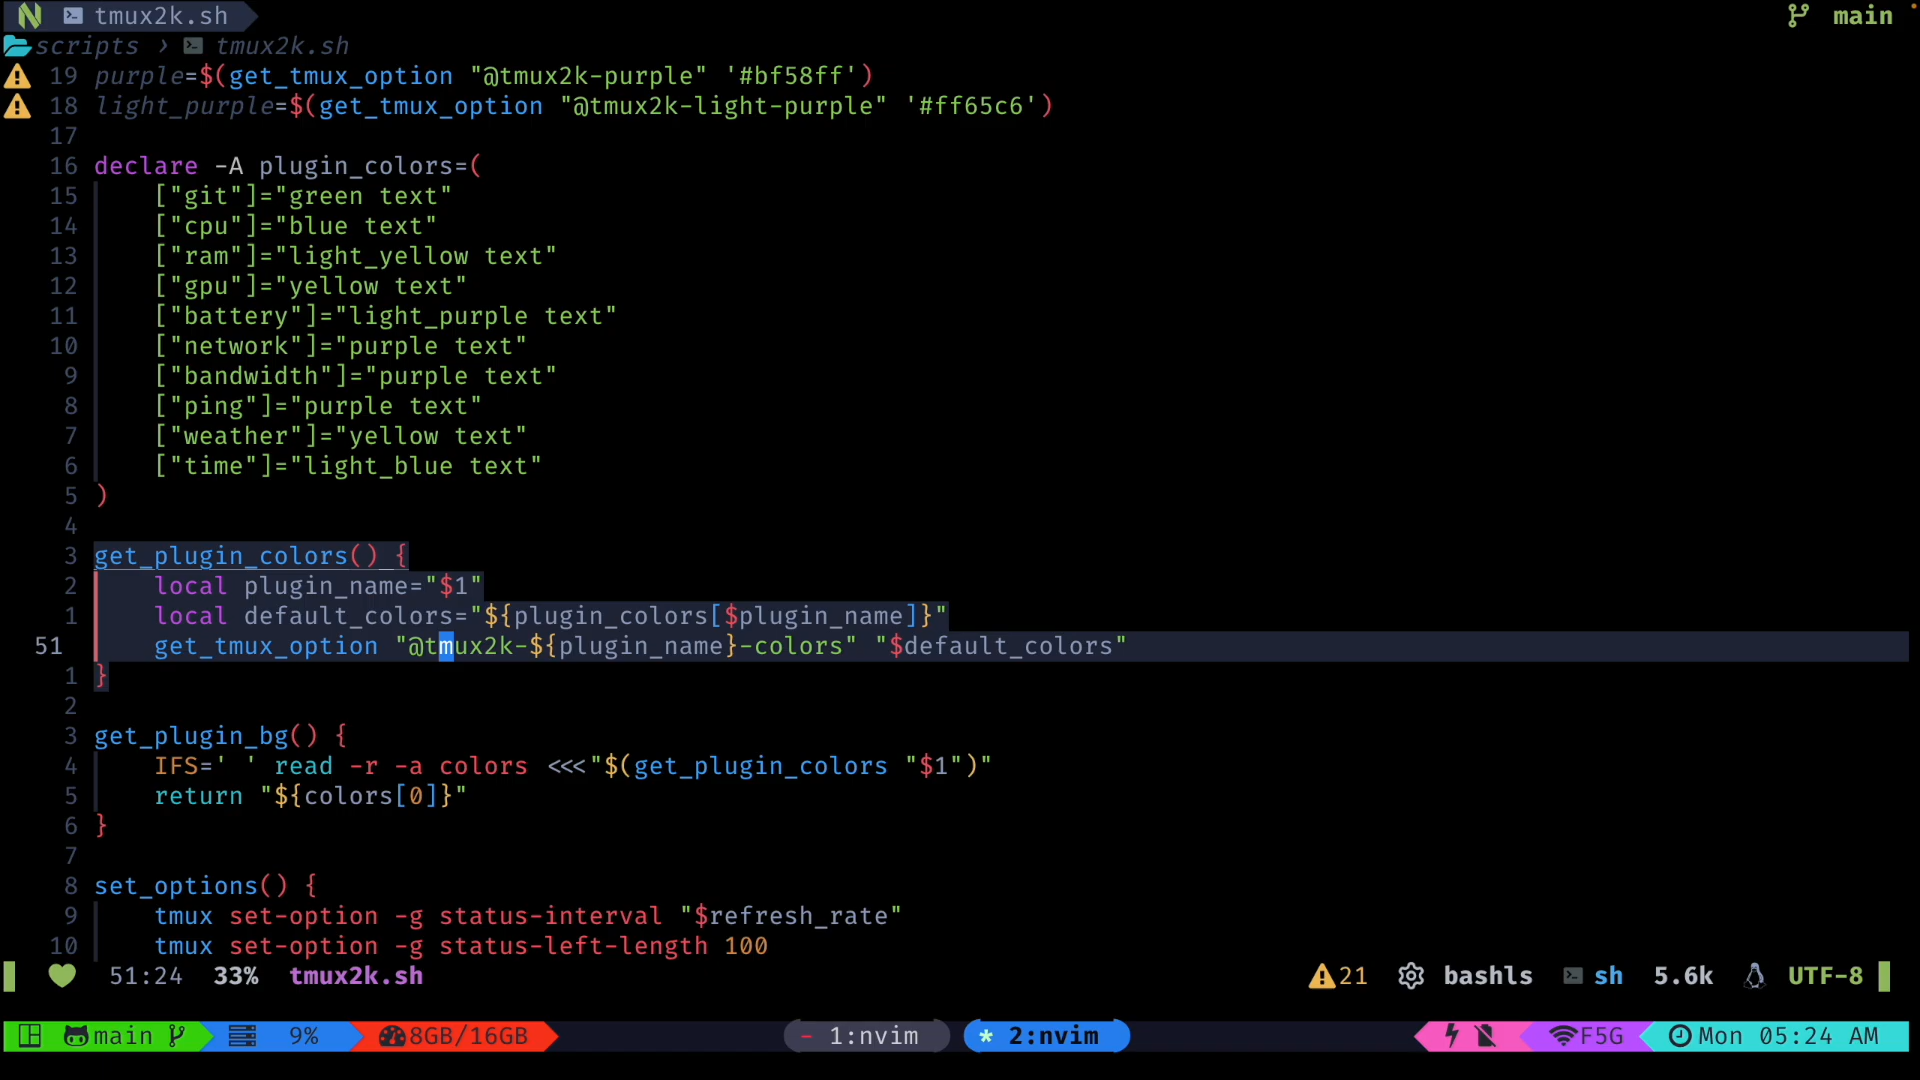 tmux2k.sh main
scripts › tmux2k.sh
19 purple=$(get_tmux_option "@tmux2k-purple" '#bf58ff')
18 light_purple=$(get_tmux_option "@tmux2k-light-purple" '#ff65c6')
17
16 declare -A plugin_colors=(
15 ["git"]="green text"
14 ["cpu"]="blue text"
13 ["ram"]="light_yellow text"
12 ["gpu"]="yellow text"
11 ["battery"]="light_purple text"
10 ["network"]="purple text"
9 ["bandwidth"]="purple text"
8 ["ping"]="purple text"
7 ["weather"]="yellow text"
6 ["time"]="light_blue text"
5 )
4
3 get_plugin_colors() {
2 local plugin_name="$1"
1 local default_colors="${plugin_colors[$plugin_name]}"
51 get_tmux_option "@tmux2k-${plugin_name}-colors" "$default_colors"
1 }
2
3 get_plugin_bg() {
4 IFS=' ' read -r -a colors <<<"$(get_plugin_colors "$1")"
5 return "${colors[0]}"
6 }
7
8 set_options() {
9 tmux set-option -g status-interval "$refresh_rate"
10 tmux set-option -g status-left-length 100
51:24 33% tmux2k.sh 21 bashls sh 5.6k UTF-8
main 9% 8GB/16GB - 1:nvim * 2:nvim F5G Mon 05:24 AM